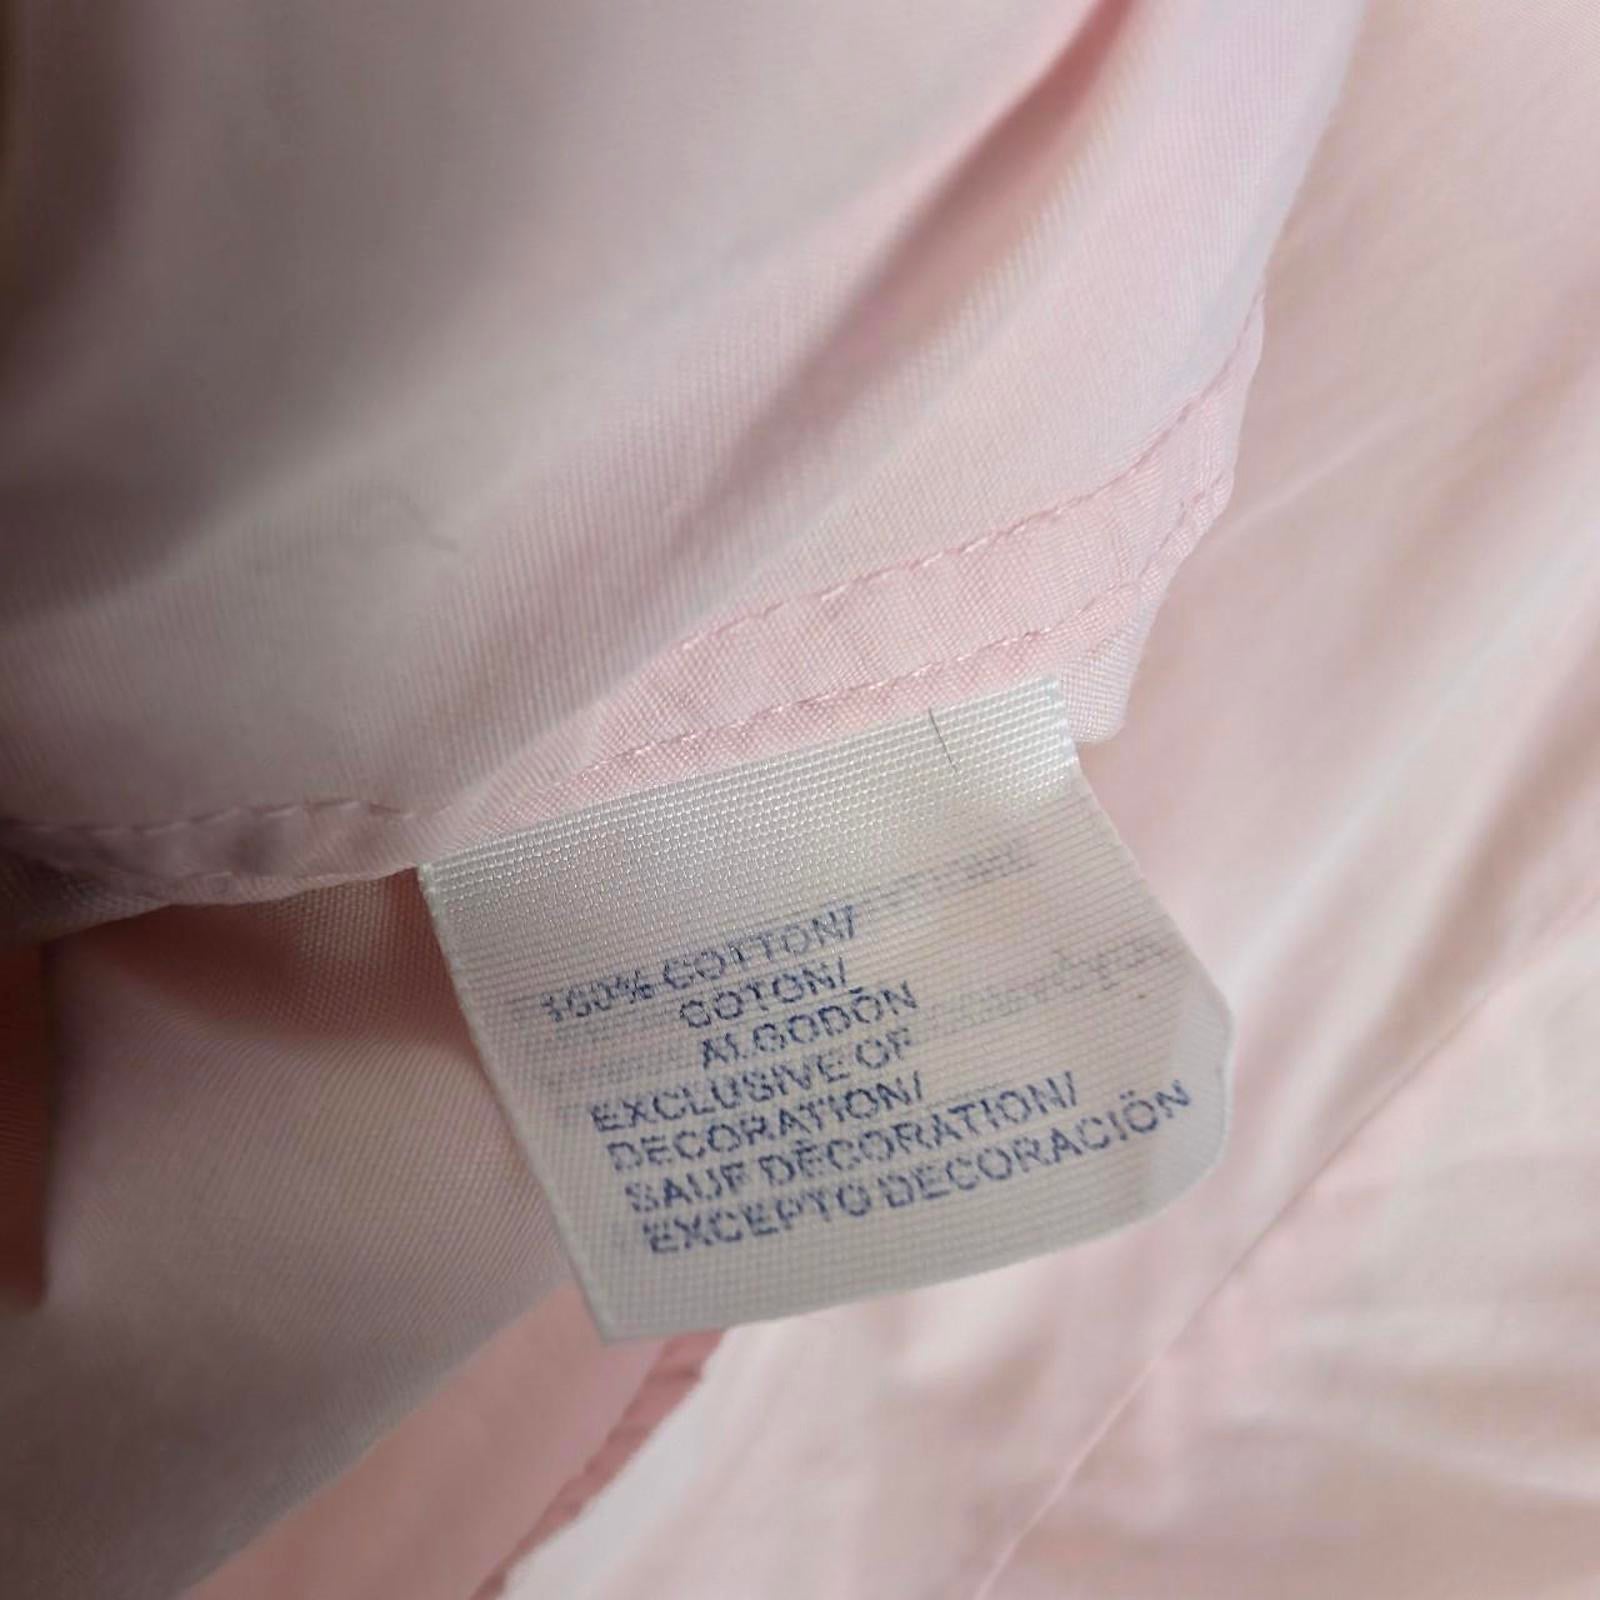 100% COTTON/
COTON/
ALGODÓN
EXCLUSIVE OF
DECORATION/
SAUF DÉCORATION/
EXCEPTO DECORACIÓN